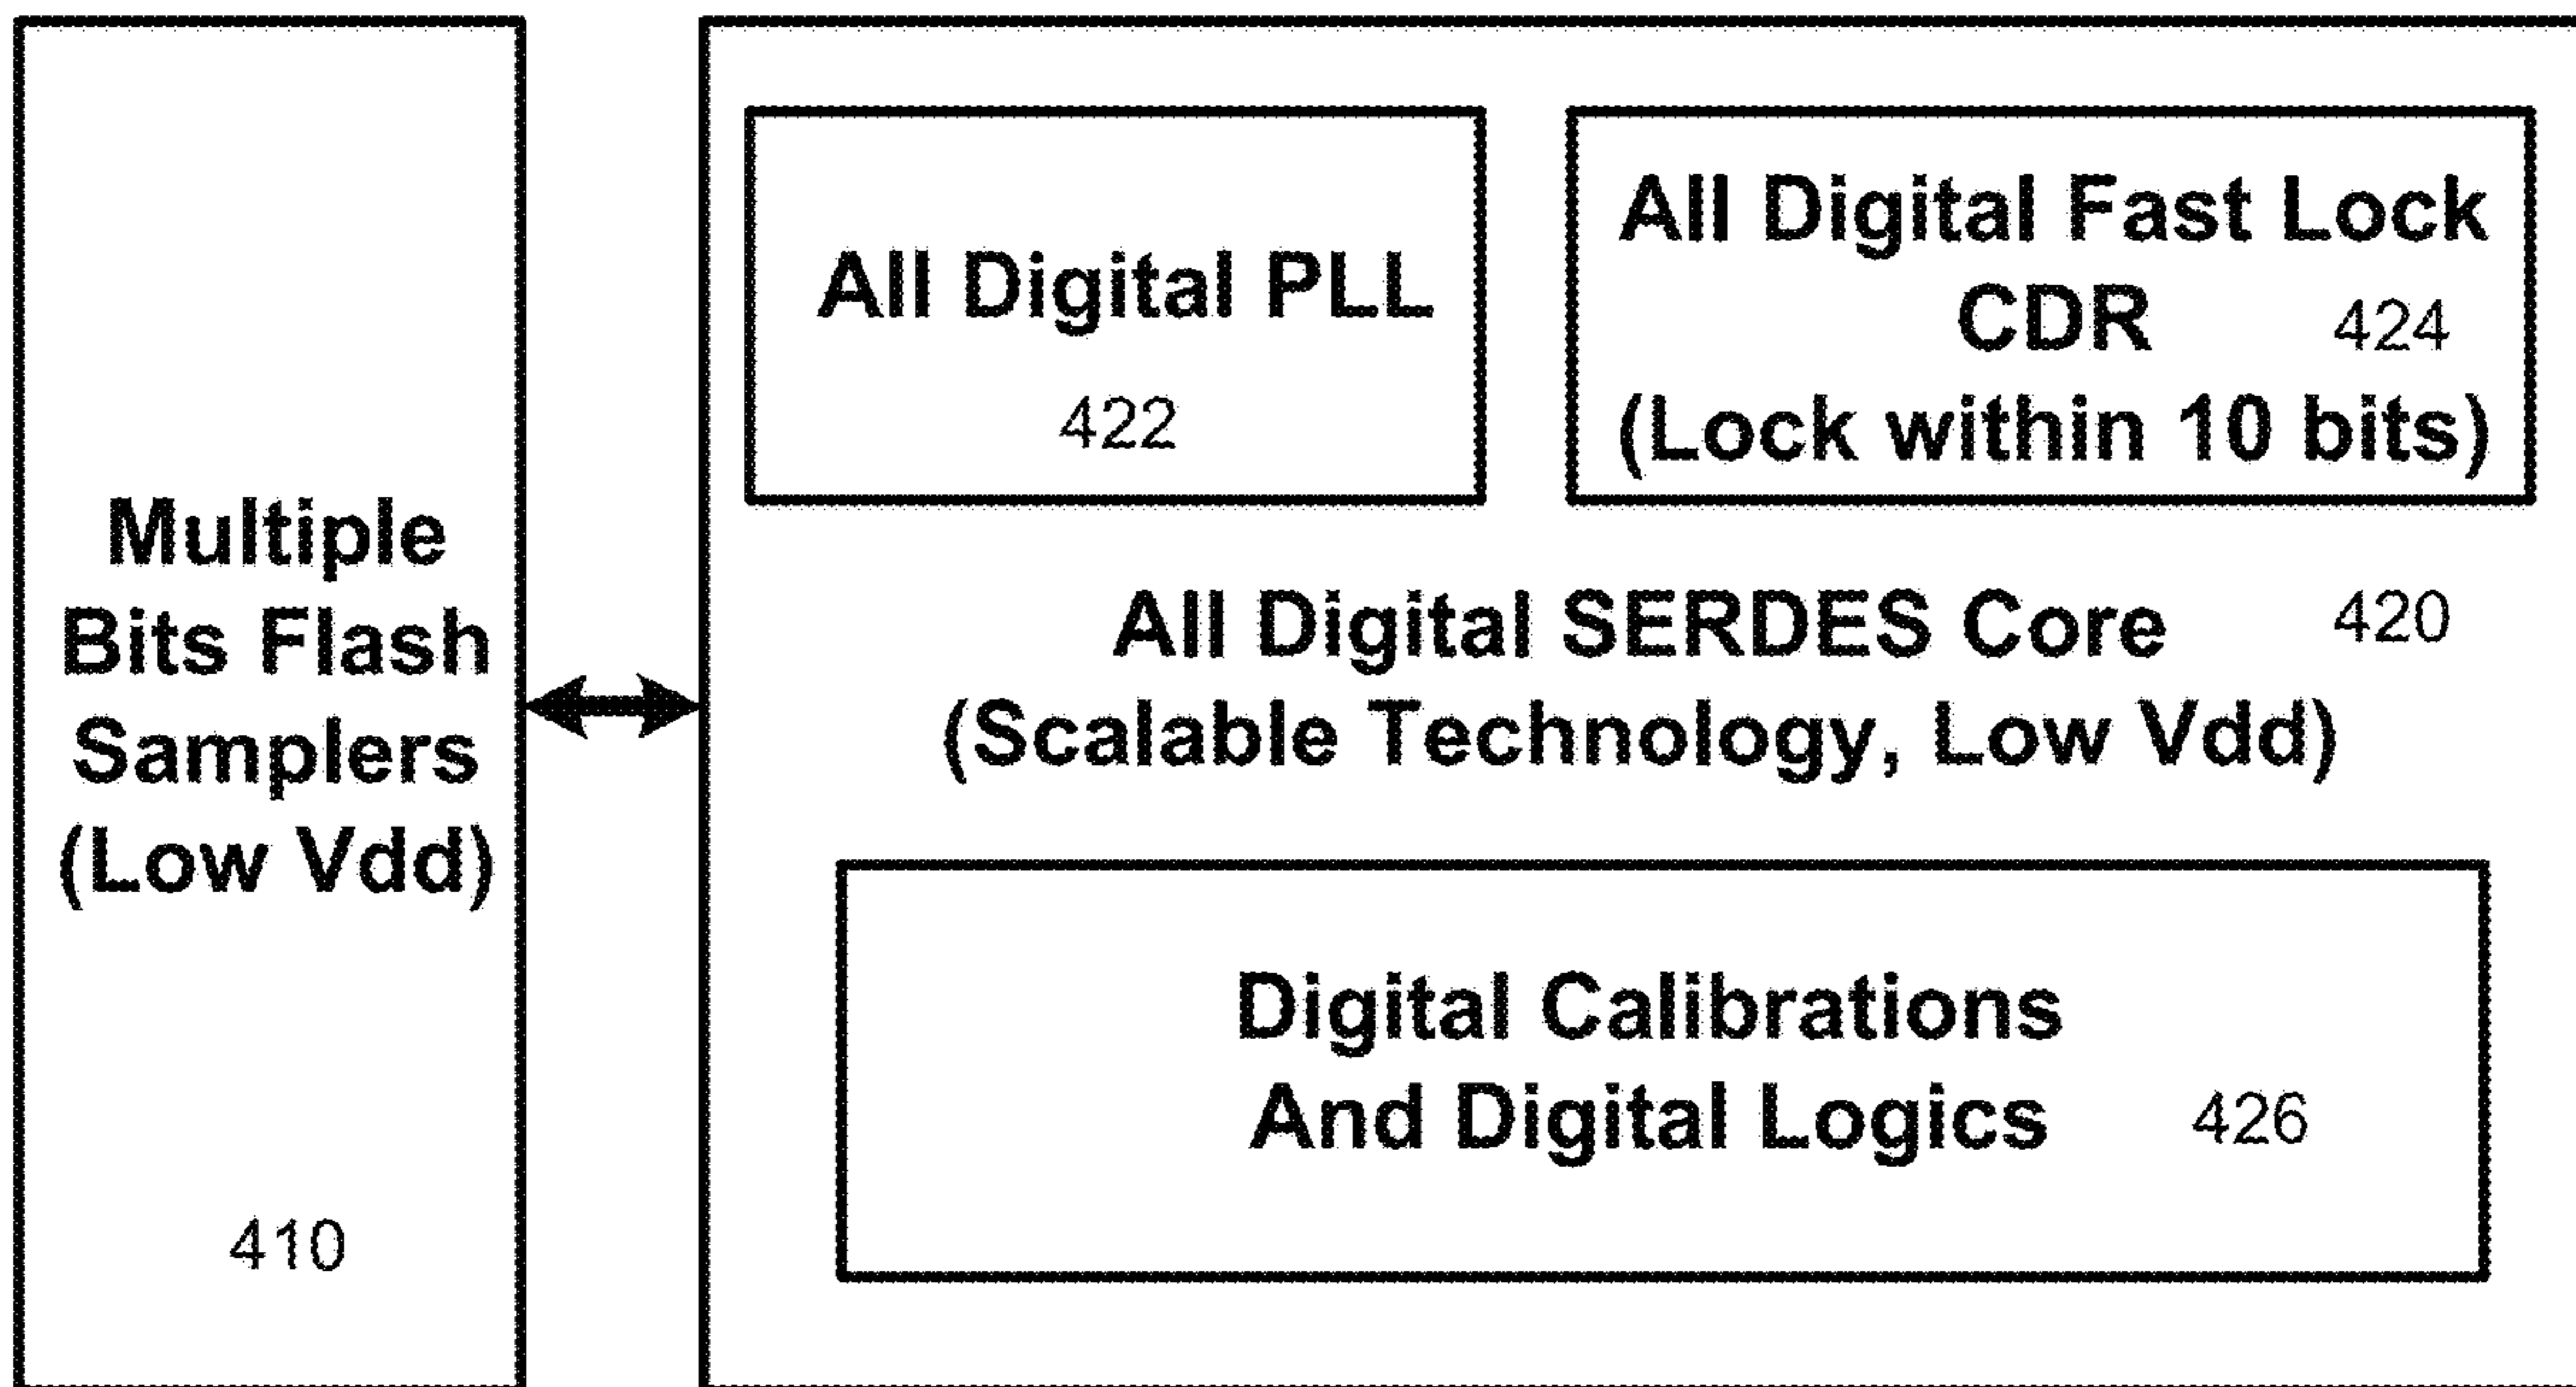 Multiple
Bits Flash
Samplers
(Low Vdd)
410
All Digital PLL
422
All Digital Fast Lock
CDR 424
(Lock within 10 bits)
All Digital SERDES Core 420
(Scalable Technology, Low Vdd)
Digital Calibrations
And Digital Logics 426